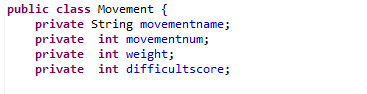 public class Movement {
    private String movementname;
    private  int movementnum;
    private  int weight;
    private  int difficultscore;